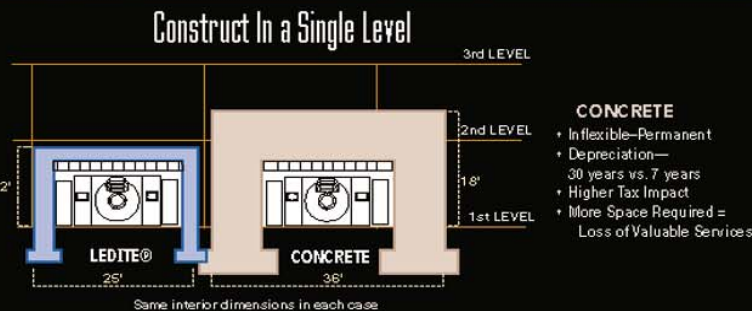 Construct In a Single Level
3rd LEVEL
2nd LEVEL
18'
1st LEVEL
2'
LEDITE®
25'
CONCRETE
36'
Same interior dimensions in each case
CONCRETE
+ Inflexible–Permanent
+ Depreciation—
30 years vs. 7 years
+ Higher Tax Impact
+ More Space Required =
Loss of Valuable Services